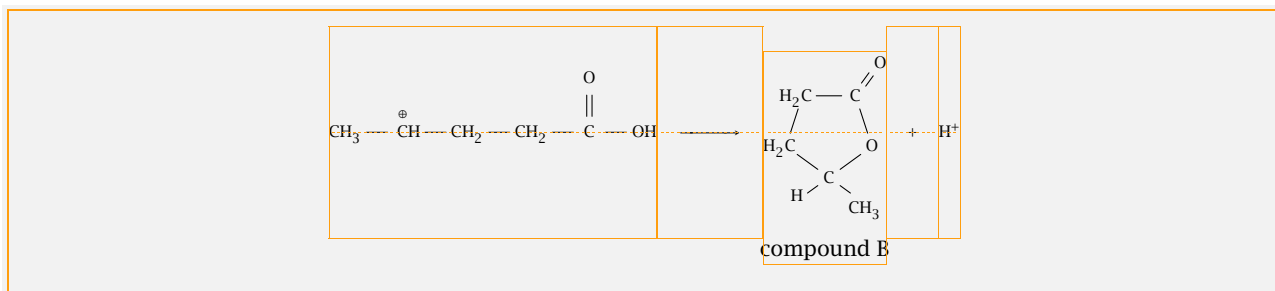 O
⊕
CH₃ — CH — CH₂ — CH₂ — C — OH ⟶
O
H₂C — C
H₂C O
C
H
CH₃
+ H⁺
compound B